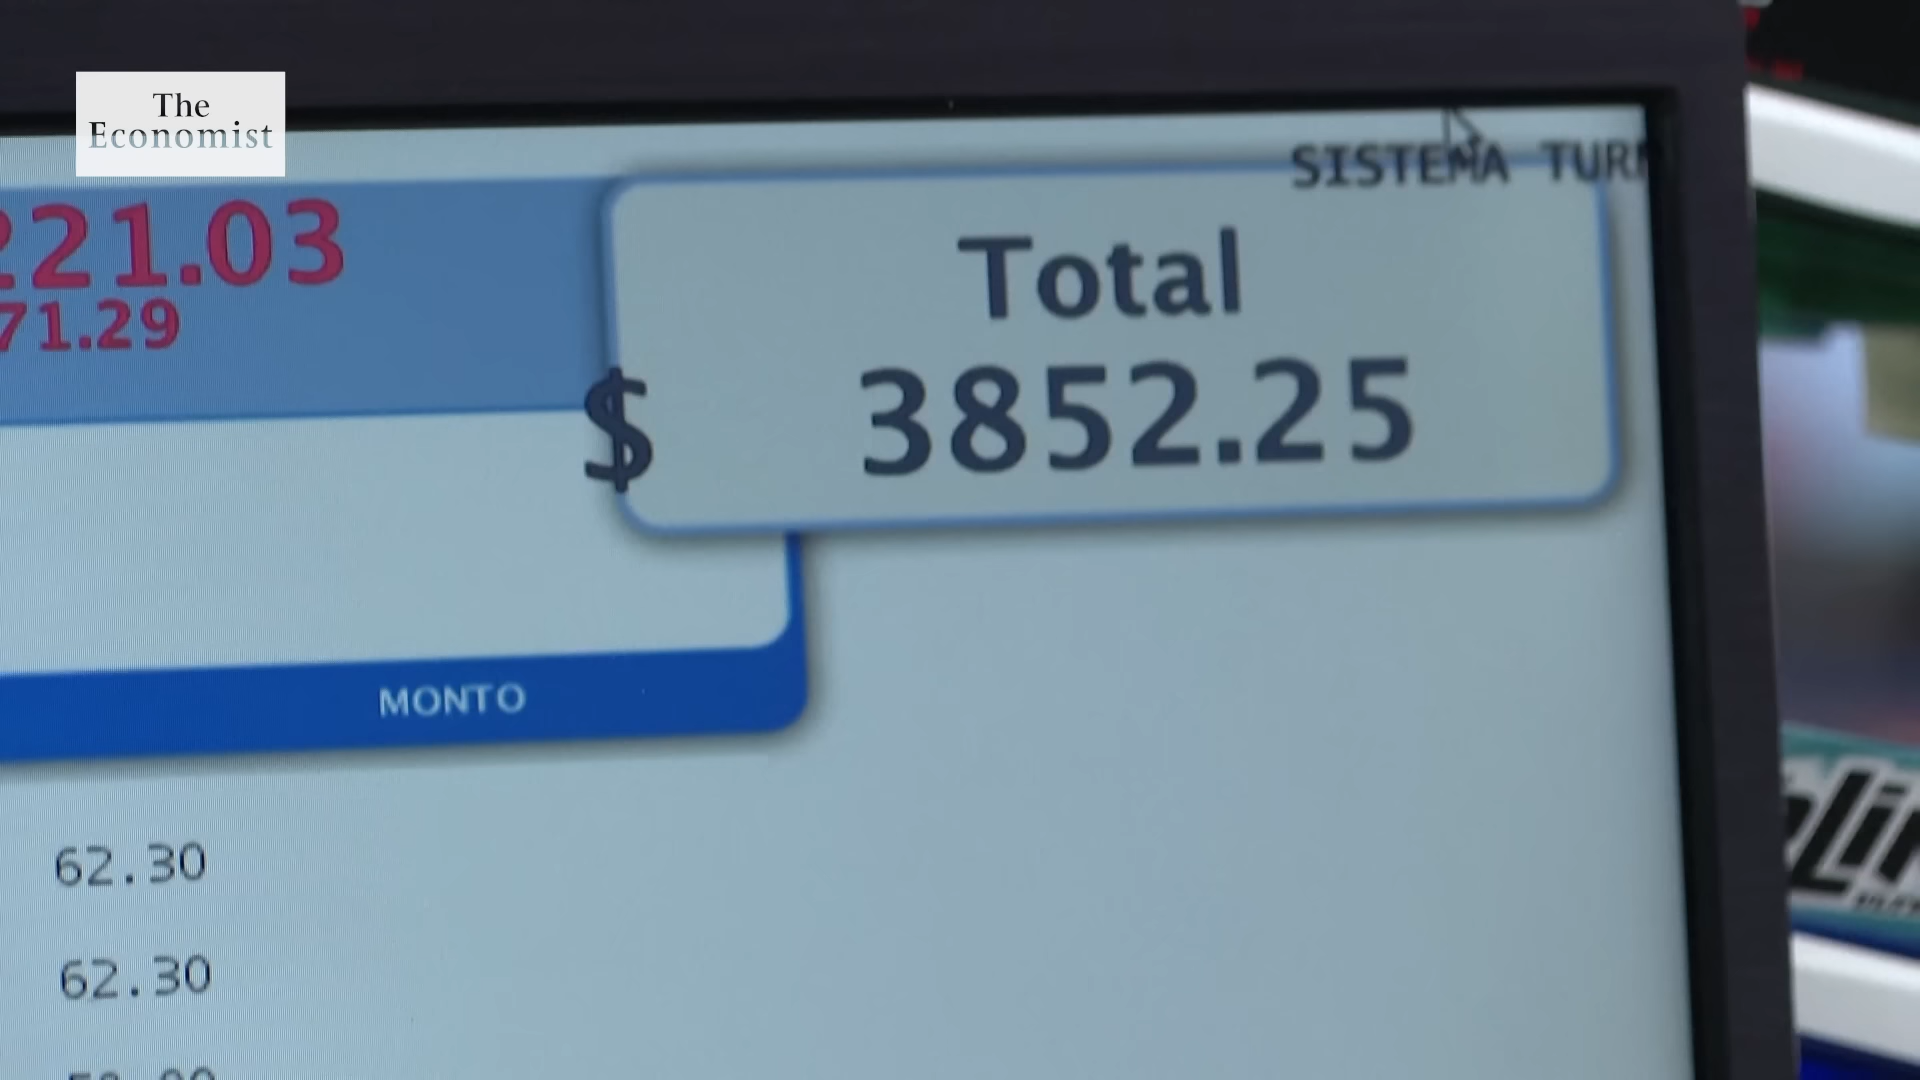 The
Economist
SISTEMA
221.03
71.29
Total
$ 3852.25
MONTO
62.30
62.30